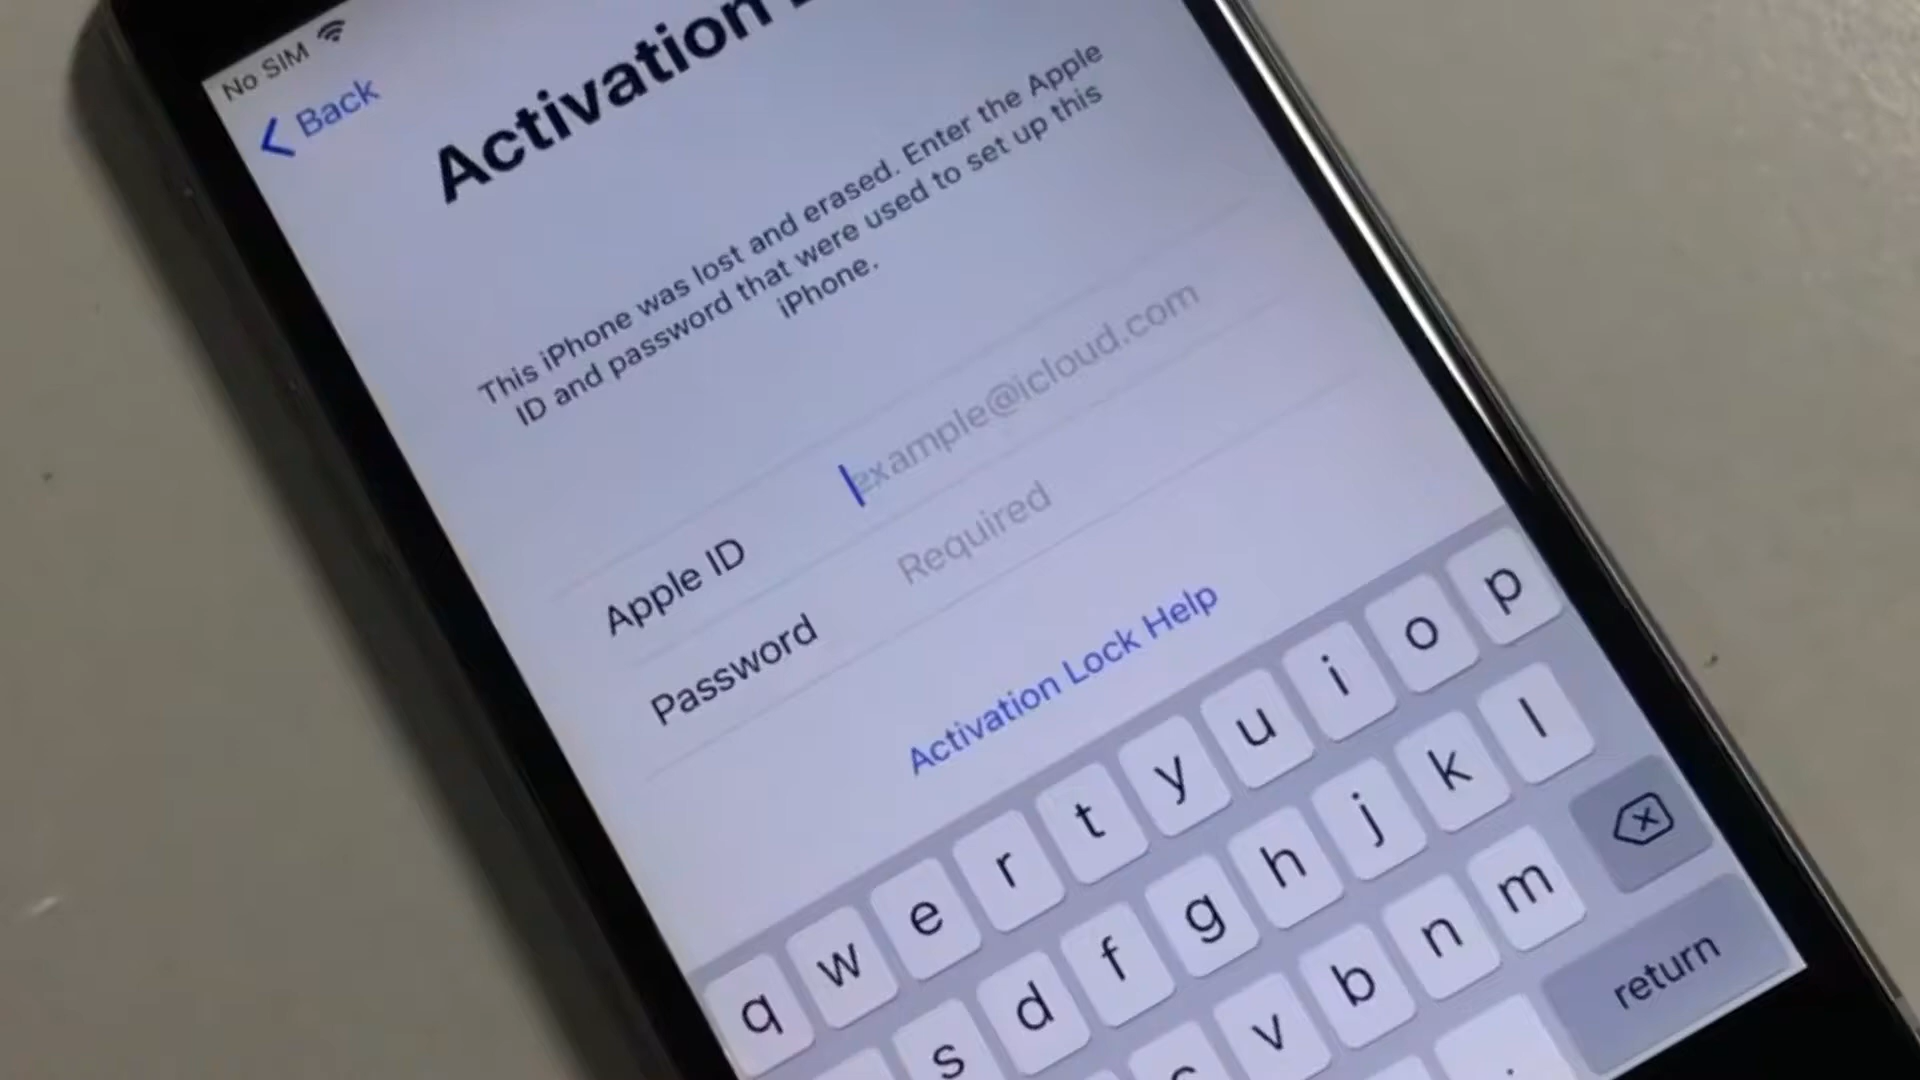 No SIM
Back
Activation
This iPhone was lost and erased. Enter the Apple
ID and password that were used to set up this
iPhone.
Apple ID example@icloud.com
Password Required
Activation Lock Help
q w e r t y u i o p
s d f g h j k l
v b n m
return